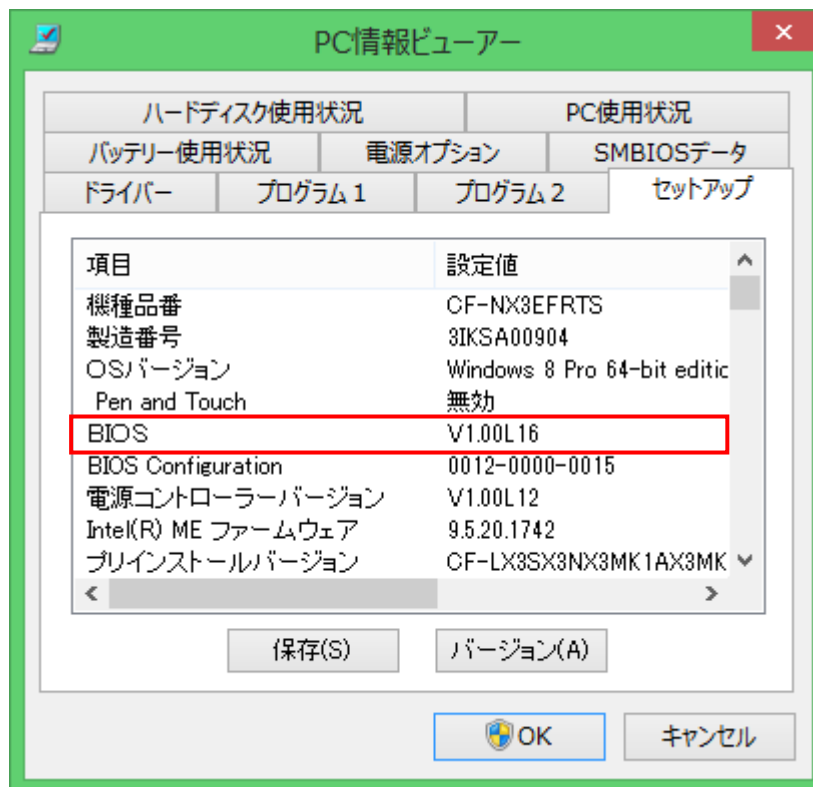 PC情報ビューアー
ハードディスク使用状況 PC使用状況
バッテリー使用状況 電源オプション SMBIOSデータ
ドライバー プログラム 1 プログラム 2 セットアップ
項目 設定値
機種品番 CF-NX3EFRTS
製造番号 3IKSA00904
OSバージョン Windows 8 Pro 64-bit editic
Pen and Touch 無効
BIOS V1.00L16
BIOS Configuration 0012-0000-0015
電源コントローラーバージョン V1.00L12
Intel(R) ME ファームウェア 9.5.20.1742
プリインストールバージョン CF-LX3SX3NX3MK1AX3MK
保存(S) バージョン(A)
OK キャンセル